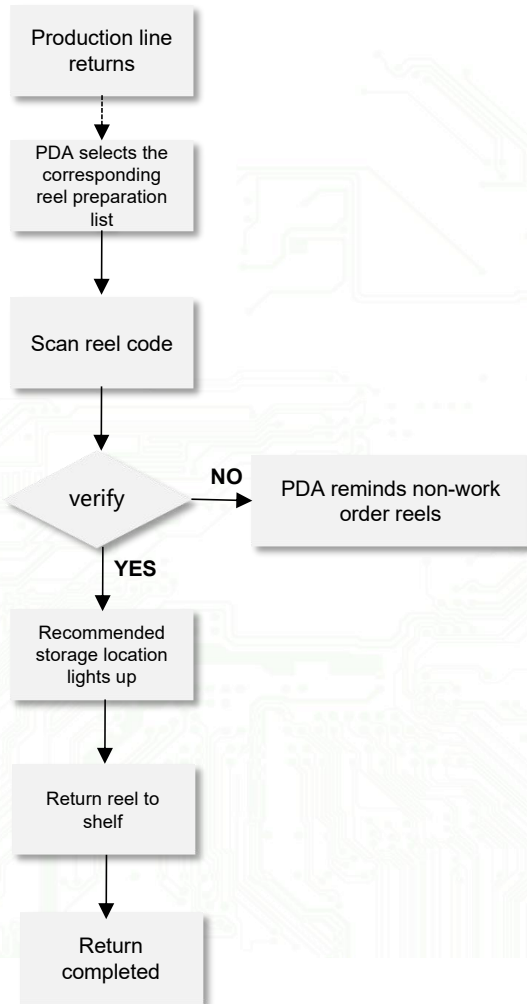 Production line
returns
PDA selects the
corresponding
reel preparation
list
Scan reel code
verify
NO
PDA reminds non-work
order reels
YES
Recommended
storage location
lights up
Return reel to
shelf
Return
completed